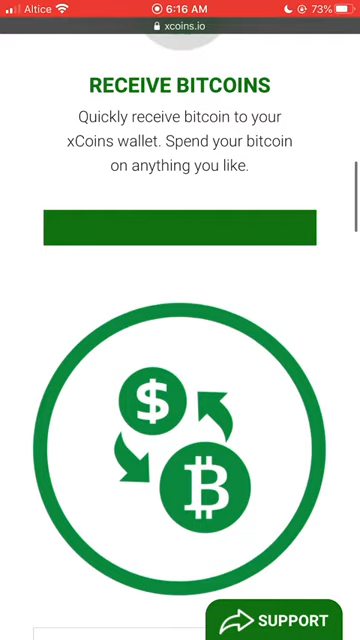 Altice 6:16 AM 73%
xcoins.io
RECEIVE BITCOINS
Quickly receive bitcoin to your
xCoins wallet. Spend your bitcoin
on anything you like.
$
₿
SUPPORT